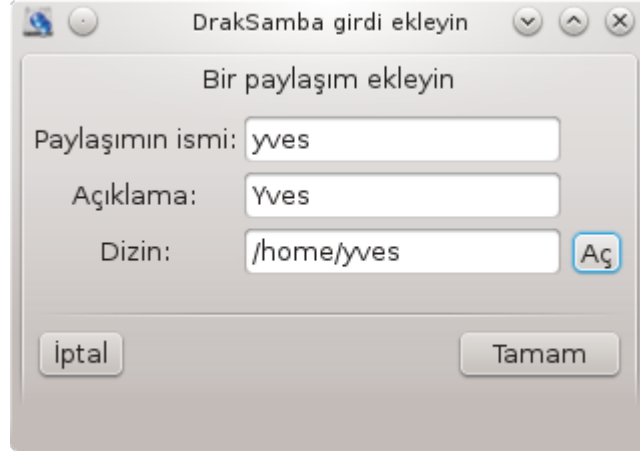 DrakSamba girdi ekleyin
Bir paylaşım ekleyin
Paylaşımın ismi: yves
Açıklama: Yves
Dizin: /home/yves Aç
İptal Tamam